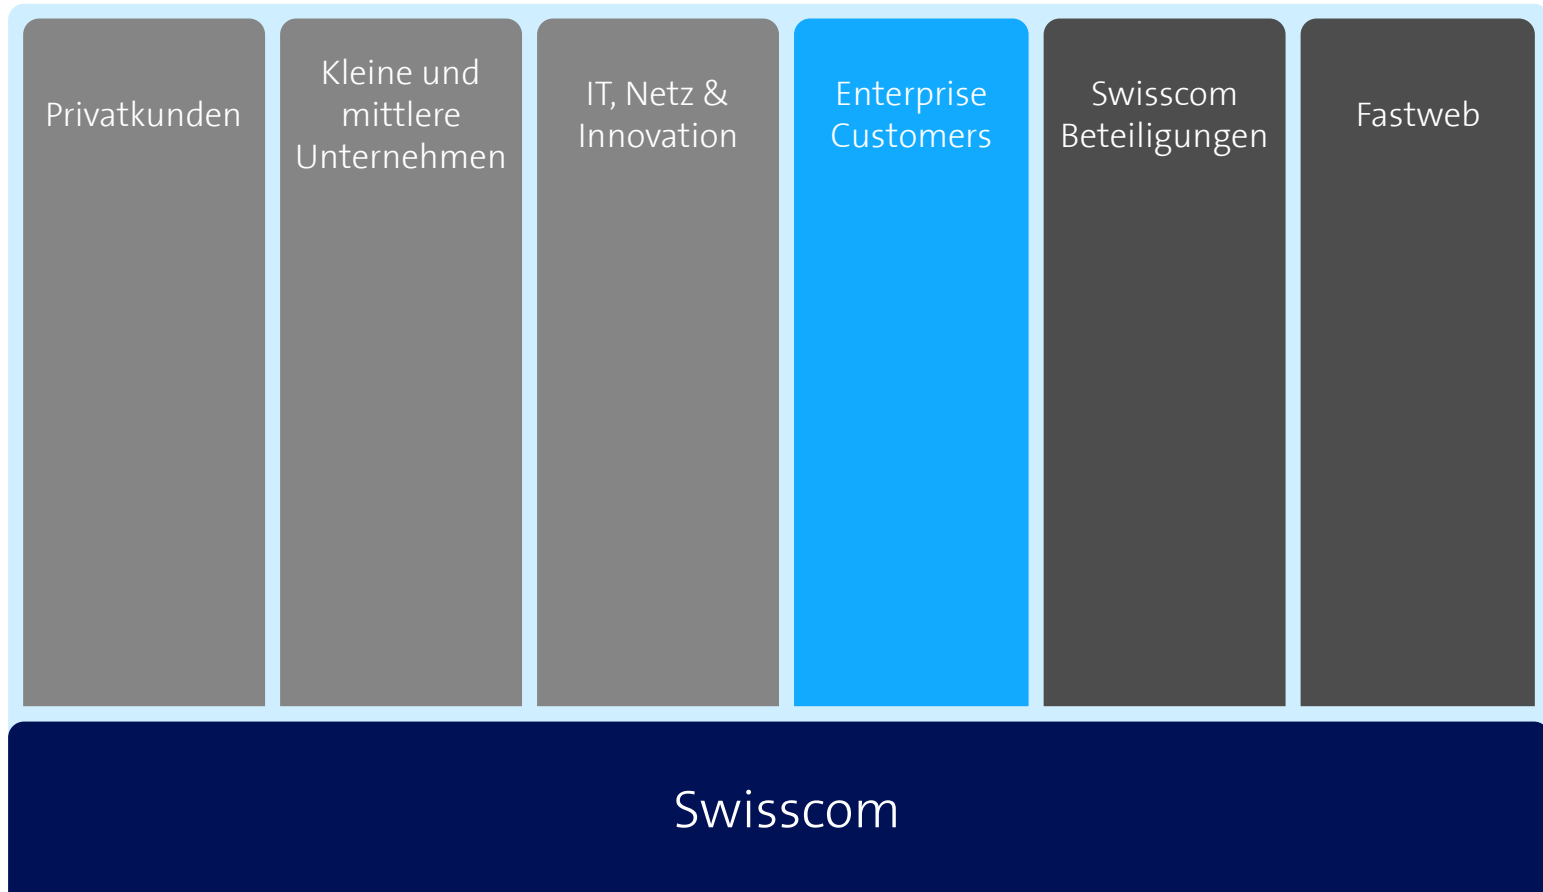 Privatkunden
Kleine und
mittlere
Unternehmen
IT, Netz &
Innovation
Enterprise
Customers
Swisscom
Beteiligungen
Fastweb
Swisscom